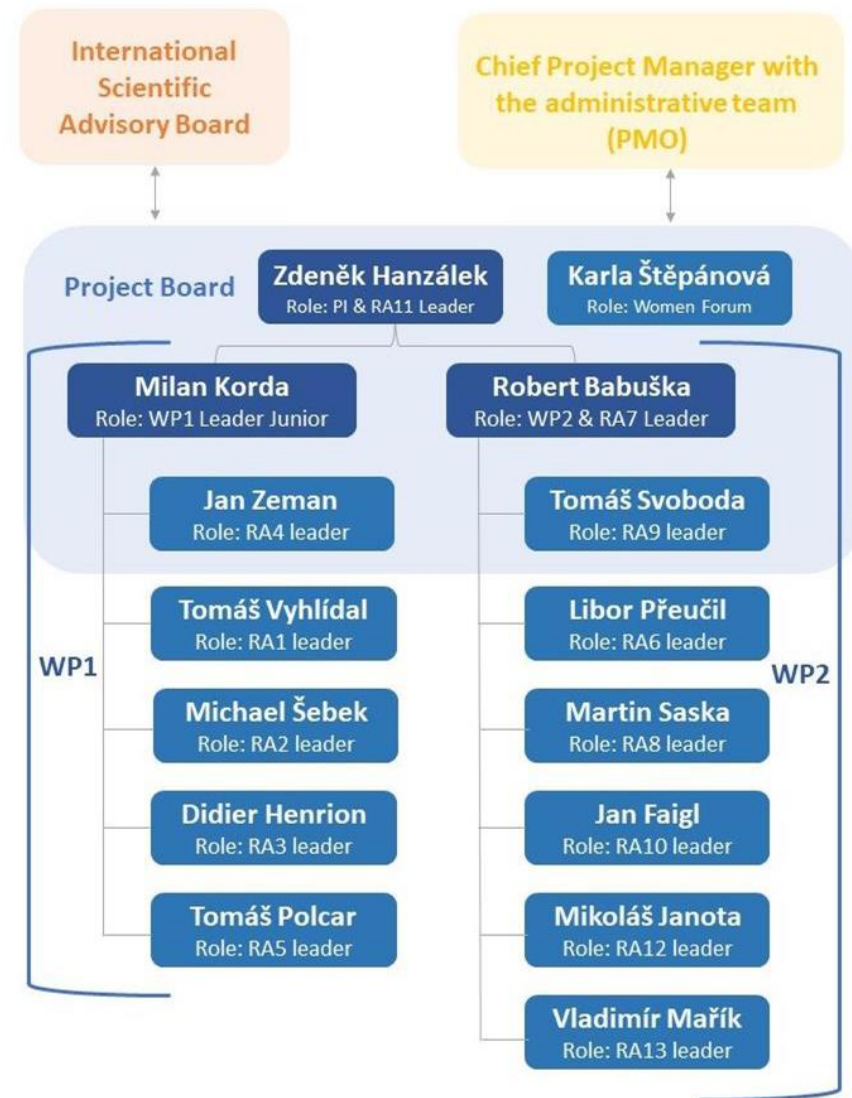 International
Scientific
Advisory Board
Chief Project Manager with
the administrative team
(PMO)
Project Board
Zdeněk Hanzálek
Role: PI & RA11 Leader
Karla Štěpánová
Role: Women Forum
Milan Korda
Role: WP1 Leader Junior
Robert Babuška
Role: WP2 & RA7 Leader
Jan Zeman
Role: RA4 leader
Tomáš Svoboda
Role: RA9 leader
Tomáš Vyhlídal
Role: RA1 leader
Libor Přeučil
Role: RA6 leader
WP1
WP2
Michael Šebek
Role: RA2 leader
Martin Saska
Role: RA8 leader
Didier Henrion
Role: RA3 leader
Jan Faigl
Role: RA10 leader
Tomáš Polcar
Role: RA5 leader
Mikoláš Janota
Role: RA12 leader
Vladimír Mařík
Role: RA13 leader